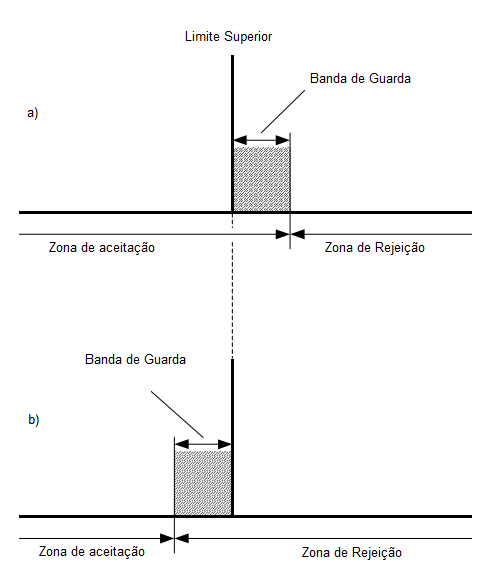 Limite Superior
Banda de Guarda
a)
Zona de aceitação
Zona de Rejeição
Banda de Guarda
b)
Zona de aceitação
Zona de Rejeição